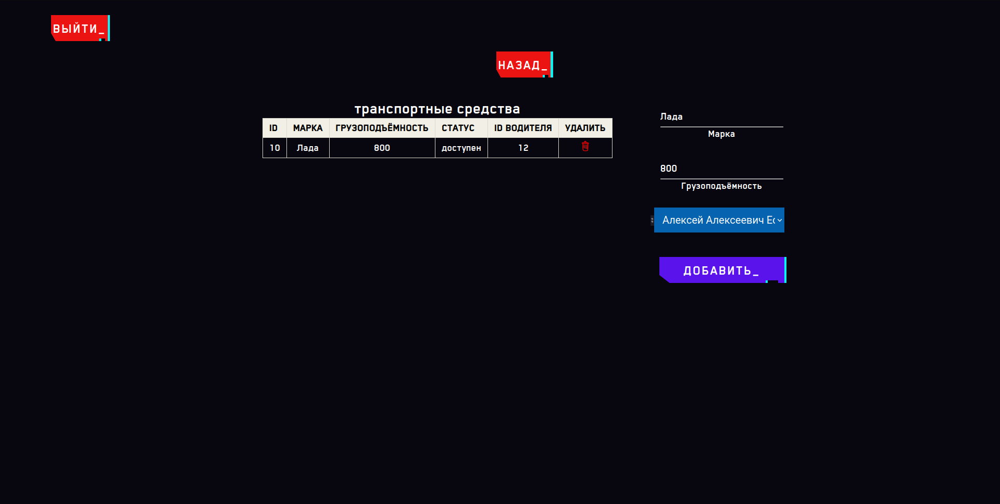 ВЫЙТИ_
НАЗАД_
транспортные средства
ID МАРКА ГРУЗОПОДЪЁМНОСТЬ СТАТУС ID ВОДИТЕЛЯ УДАЛИТЬ
10 Лада 800 доступен 12
Лада
Марка
800
Грузоподъёмность
Алексей Алексеевич
ДОБАВИТЬ_